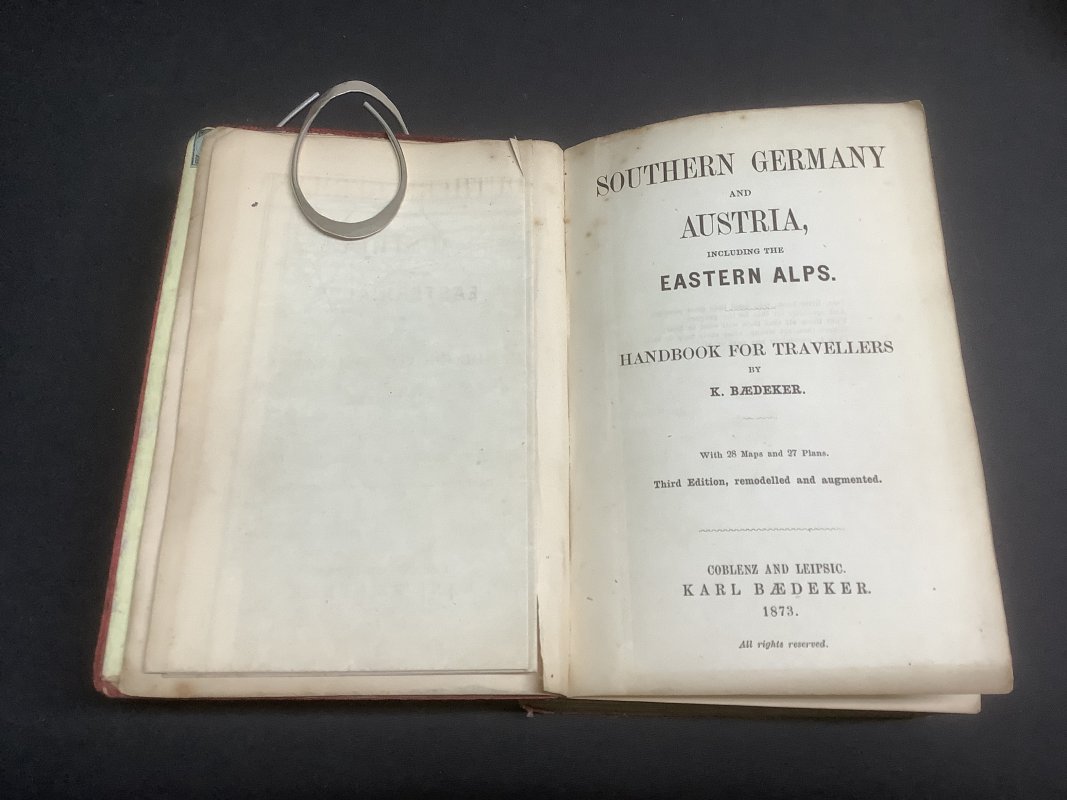 SOUTHERN GERMANY
AND
AUSTRIA,
INCLUDING THE
EASTERN ALPS.
HANDBOOK FOR TRAVELLERS
BY
K. BÆDEKER.
With 28 Maps and 27 Plans.
Third Edition, remodelled and augmented.
COBLENZ AND LEIPSIC.
KARL BÆDEKER.
1873.
All rights reserved.